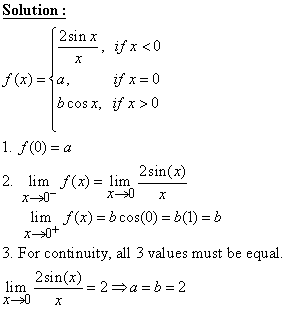 Solution :
f(x) = { 2sin x / x, if x < 0
a, if x = 0
b cos x, if x > 0
1. f(0) = a
2. lim x→0⁻ f(x) = lim x→0 2sin(x) / x
lim x→0⁺ f(x) = b cos(0) = b(1) = b
3. For continuity, all 3 values must be equal.
lim x→0 2sin(x) / x = 2 ⇒ a = b = 2